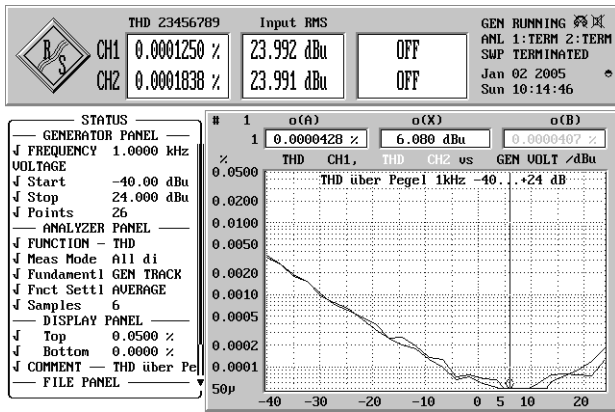 THD 23456789 Input RMS GEN RUNNING
R S CH1 0.0001250 % 23.992 dBu OFF ANL 1:TERM 2:TERM
SWP TERMINATED
CH2 0.0001838 % 23.991 dBu OFF Jan 02 2005
Sun 10:14:46
STATUS
GENERATOR PANEL
FREQUENCY 1.0000 kHz
VOLTAGE
Start -40.00 dBu
Stop 24.000 dBu
Points 26
ANALYZER PANEL
FUNCTION - THD
Meas Mode All di
Fundamentl GEN TRACK
Fnct Settl AVERAGE
Samples 6
DISPLAY PANEL
Top 0.0500 %
Bottom 0.0000 %
COMMENT — THD über Pe
FILE PANEL
# 1 o(A) o(X) o(B)
1 0.0000428 % 6.080 dBu 0.0000407 %
% THD CH1, THD CH2 vs GEN VOLT /dBu
THD über Pegel 1kHz -40...+24 dB
0.0500
0.0200
0.0100
0.0050
0.0020
0.0010
0.0005
0.0002
0.0001
50µ
-40 -30 -20 -10 0 5 10 20